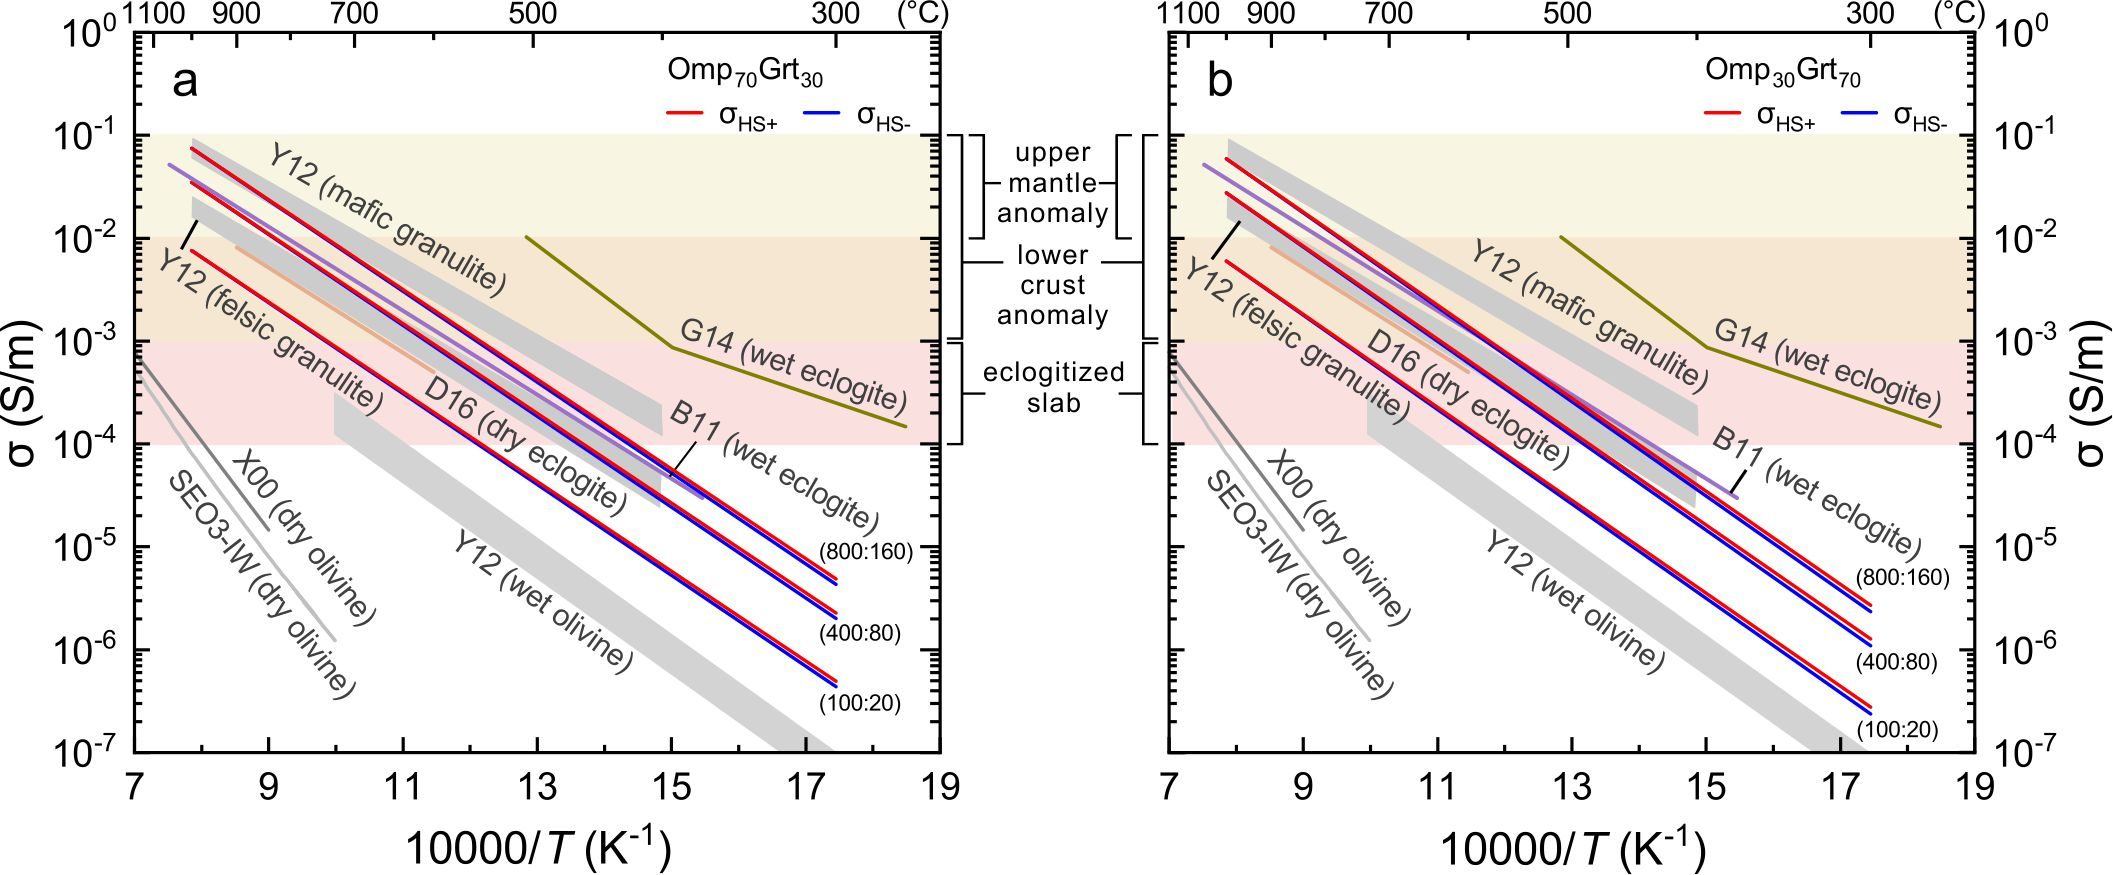 1100 900 700 500 300 (°C)
10⁰
a
Omp₇₀Grt₃₀
σHS+ σHS-
10⁻¹
10⁻²
10⁻³
10⁻⁴
10⁻⁵
10⁻⁶
10⁻⁷
σ (S/m)
Y12 (mafic granulite)
Y12 (felsic granulite)
G14 (wet eclogite)
D16 (dry eclogite)
B11 (wet eclogite)
X00 (dry olivine)
SEO3-IW (dry olivine)
Y12 (wet olivine)
(800:160)
(400:80)
(100:20)
7 9 11 13 15 17 19
10000/T (K⁻¹)
upper
mantle
anomaly
lower
crust
anomaly
eclogitized
slab
1100 900 700 500 300 (°C)
b
Omp₃₀Grt₇₀
σHS+ σHS-
Y12 (mafic granulite)
Y12 (felsic granulite)
G14 (wet eclogite)
D16 (dry eclogite)
B11 (wet eclogite)
X00 (dry olivine)
SEO3-IW (dry olivine)
Y12 (wet olivine)
(800:160)
(400:80)
(100:20)
10⁰
10⁻¹
10⁻²
10⁻³
10⁻⁴
10⁻⁵
10⁻⁶
10⁻⁷
σ (S/m)
7 9 11 13 15 17 19
10000/T (K⁻¹)